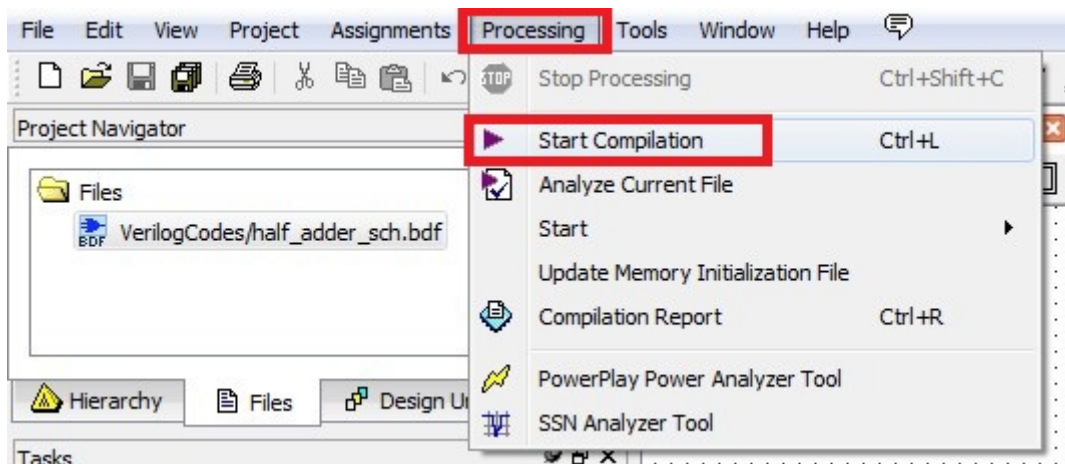 File Edit View Project Assignments Processing Tools Window Help
STOP Stop Processing Ctrl+Shift+C
Project Navigator
Start Compilation Ctrl+L
Analyze Current File
Files
BDF VerilogCodes/half_adder_sch.bdf
Start
Update Memory Initialization File
Compilation Report Ctrl+R
PowerPlay Power Analyzer Tool
Hierarchy Files Design Un
SSN Analyzer Tool
Tasks